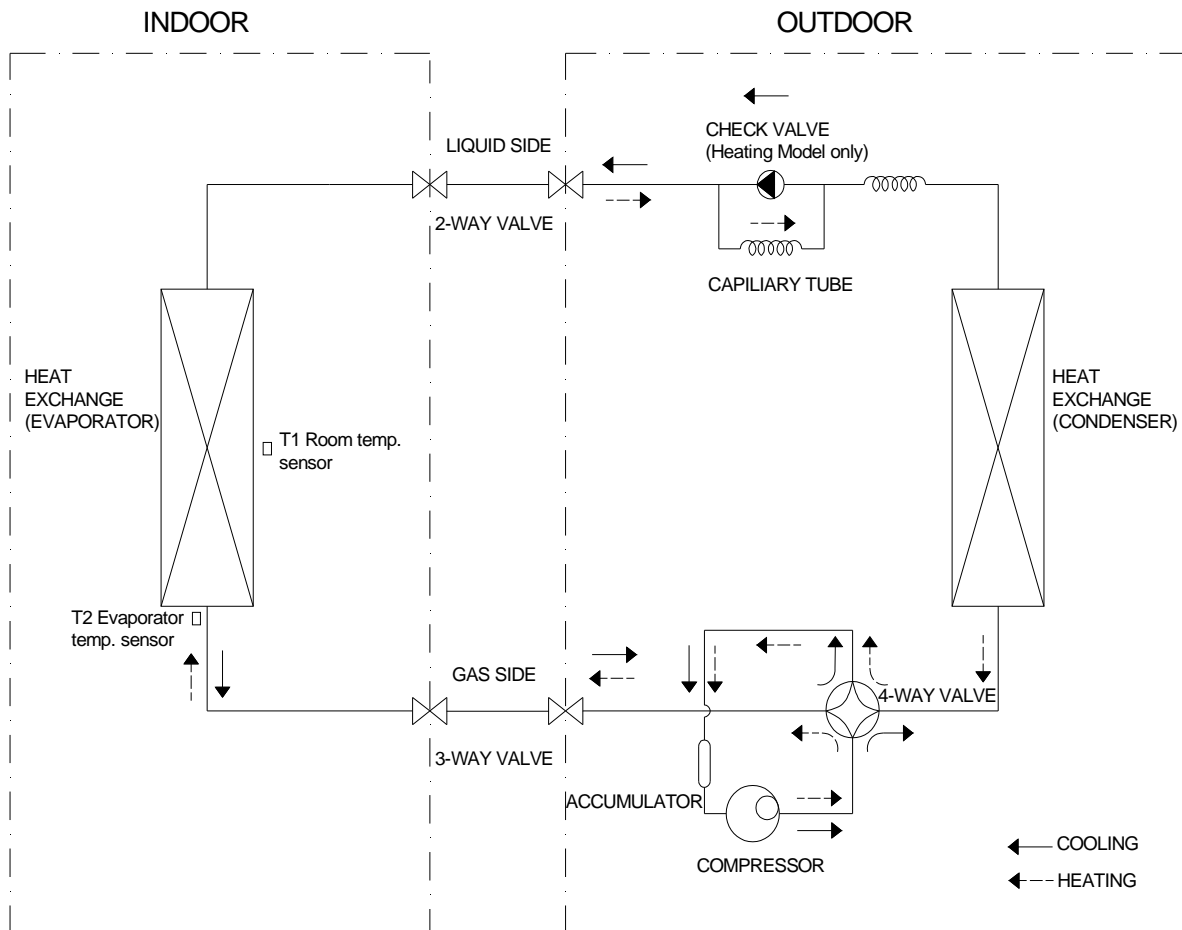 INDOOR
OUTDOOR
CHECK VALVE
(Heating Model only)
LIQUID SIDE
2-WAY VALVE
CAPILIARY TUBE
HEAT
EXCHANGE
(EVAPORATOR)
T1 Room temp.
sensor
HEAT
EXCHANGE
(CONDENSER)
T2 Evaporator
temp. sensor
GAS SIDE
4-WAY VALVE
3-WAY VALVE
ACCUMULATOR
COMPRESSOR
COOLING
HEATING